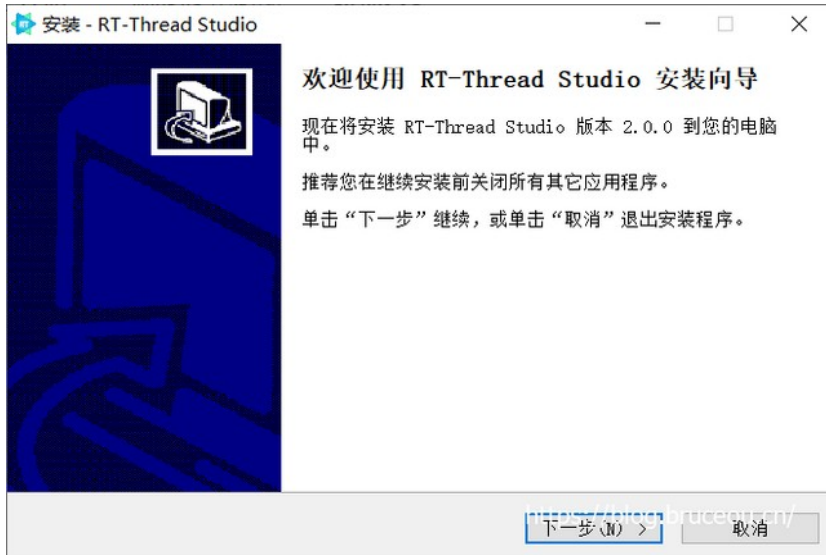 安装 - RT-Thread Studio
欢迎使用 RT-Thread Studio 安装向导
现在将安装 RT-Thread Studio 版本 2.0.0 到您的电脑
中。
推荐您在继续安装前关闭所有其它应用程序。
单击“下一步”继续，或单击“取消”退出安装程序。
下一步(N) >
取消
https://blog.bruceou.cn/